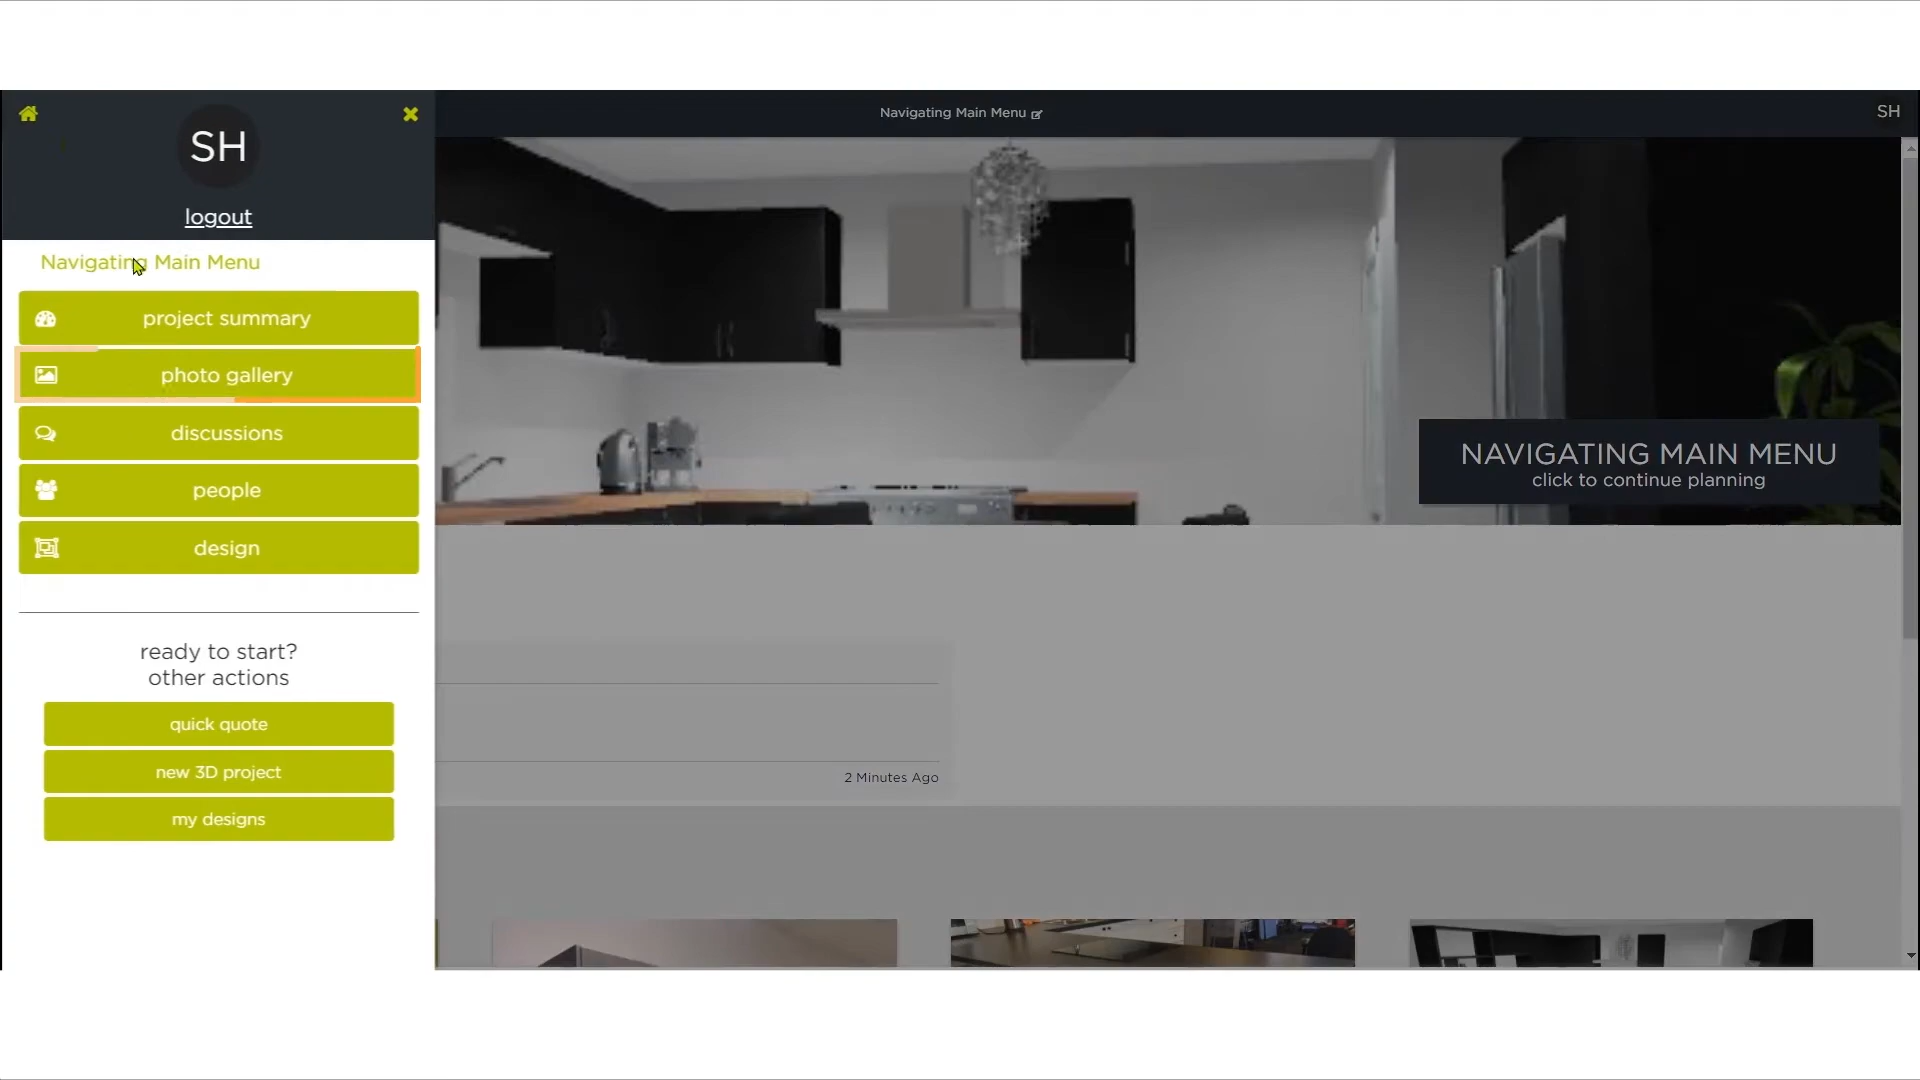 SH
logout
Navigating Main Menu
project summary
photo gallery
discussions
people
design
ready to start?
other actions
quick quote
new 3D project
my designs
Navigating Main Menu
SH
NAVIGATING MAIN MENU
click to continue planning
2 Minutes Ago